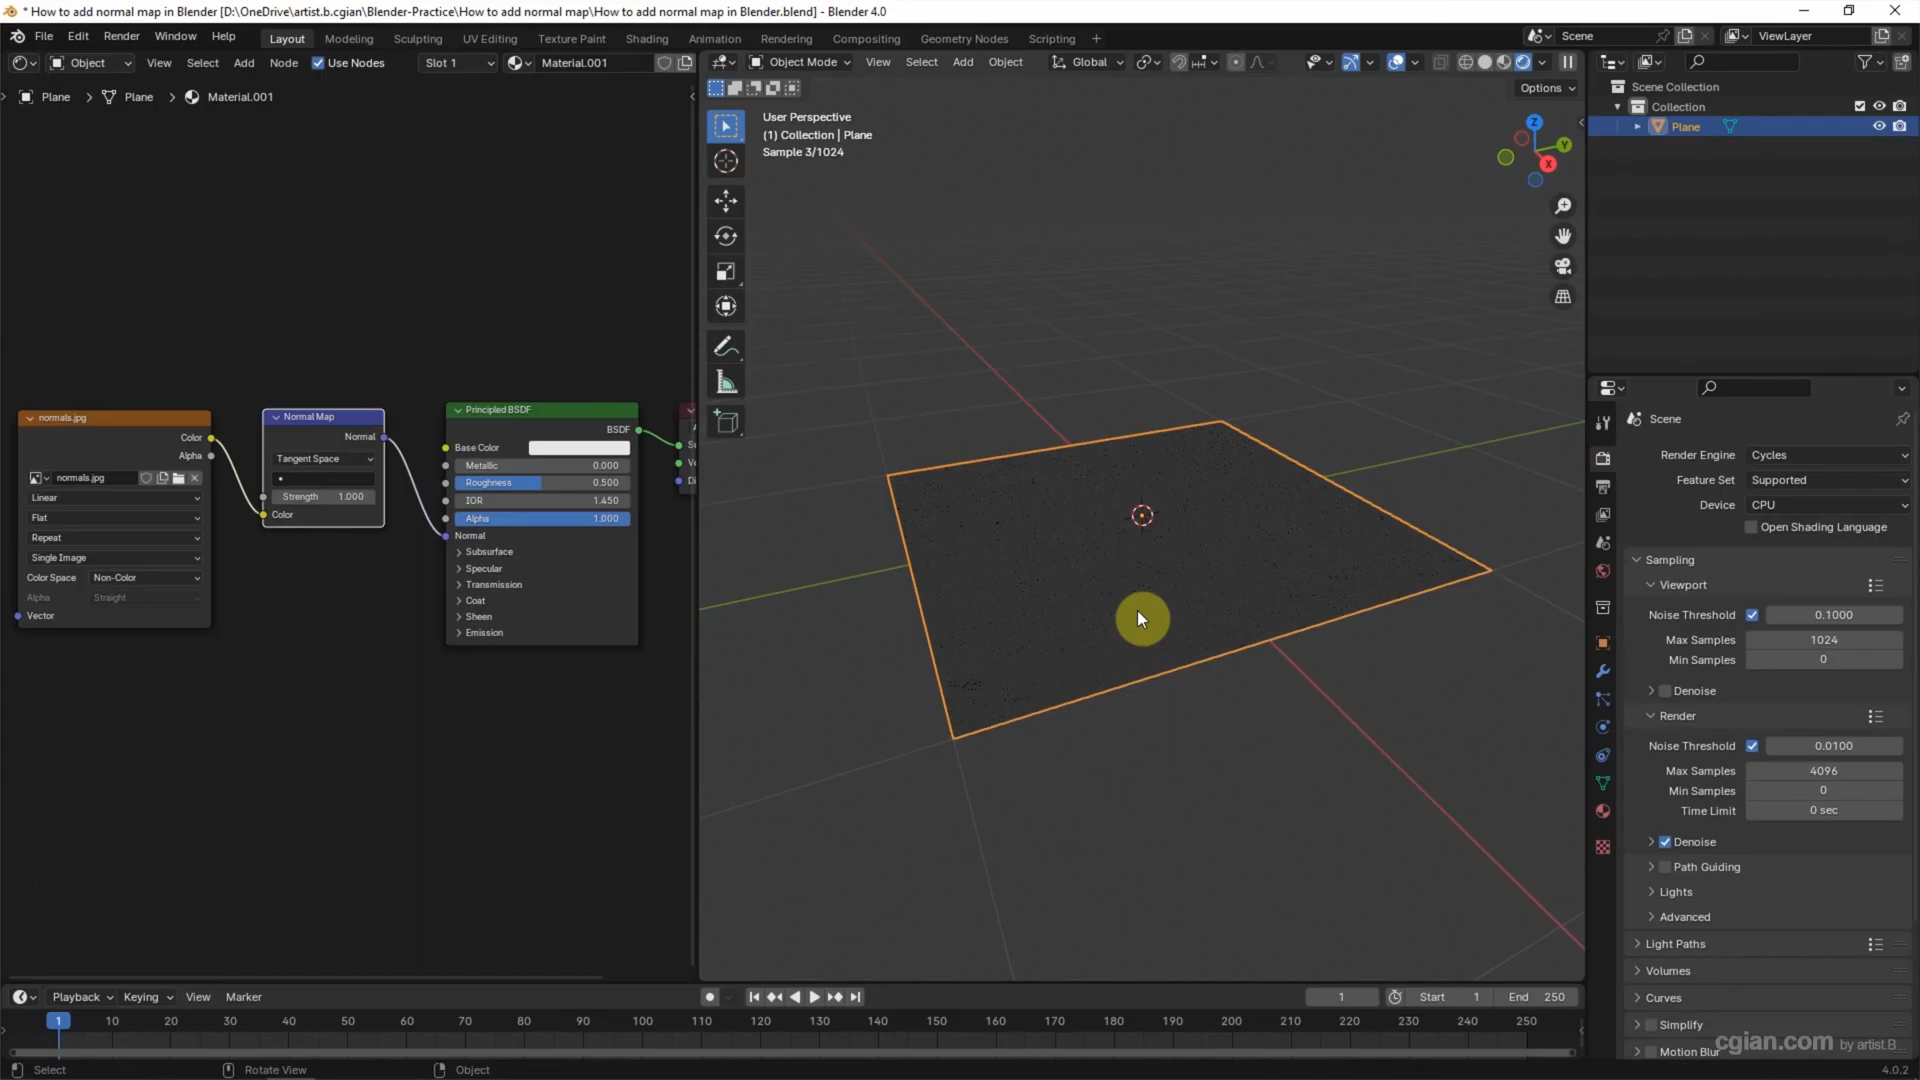 * How to add normal map in Blender [D:\OneDrive\artist.b.cgian\Blender-Practice\How to add normal map\How to add normal map in Blender.blend] - Blender 4.0
File Edit Render Window Help
Layout Modeling Sculpting UV Editing Texture Paint Shading Animation Rendering Compositing Geometry Nodes Scripting +
Scene
ViewLayer
Object View Select Add Node Use Nodes Slot 1 Material.001
Plane > Plane > Material.001
Object Mode View Select Add Object Global
Options
User Perspective
(1) Collection | Plane
Sample 3/1024
Z
Y
X
Scene Collection
Collection
Plane
normals.jpg
Color
Alpha
normals.jpg
Linear
Flat
Repeat
Single Image
Color Space Non-Color
Alpha Straight
Vector
Normal Map
Normal
Tangent Space
Strength 1.000
Color
Principled BSDF
BSDF
Base Color
Metallic 0.000
Roughness 0.500
IOR 1.450
Alpha 1.000
Normal
Subsurface
Specular
Transmission
Coat
Sheen
Emission
Scene
Render Engine Cycles
Feature Set Supported
Device CPU
Open Shading Language
Sampling
Viewport
Noise Threshold 0.1000
Max Samples 1024
Min Samples 0
Denoise
Render
Noise Threshold 0.0100
Max Samples 4096
Min Samples 0
Time Limit 0 sec
Denoise
Path Guiding
Lights
Advanced
Light Paths
Volumes
Curves
Simplify
Motion Blur
cgian.com by artist.B
Playback Keying View Marker
1 Start 1 End 250
1 10 20 30 40 50 60 70 80 90 100 110 120 130 140 150 160 170 180 190 200 210 220 230 240 250
Select Rotate View Object
4.0.2